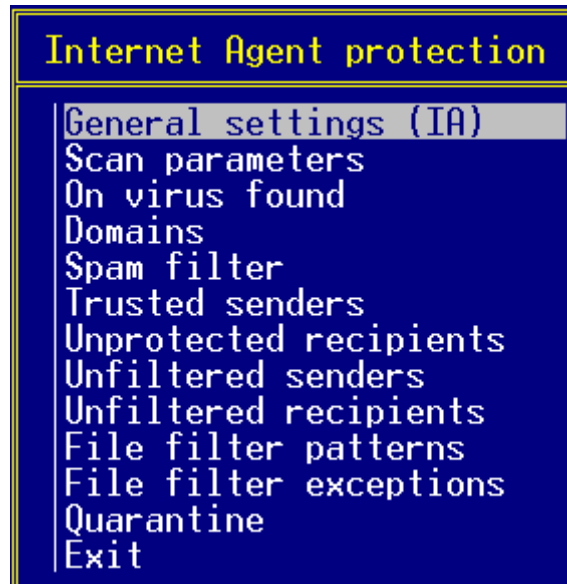 Internet Agent protection
General settings (IA)
Scan parameters
On virus found
Domains
Spam filter
Trusted senders
Unprotected recipients
Unfiltered senders
Unfiltered recipients
File filter patterns
File filter exceptions
Quarantine
Exit